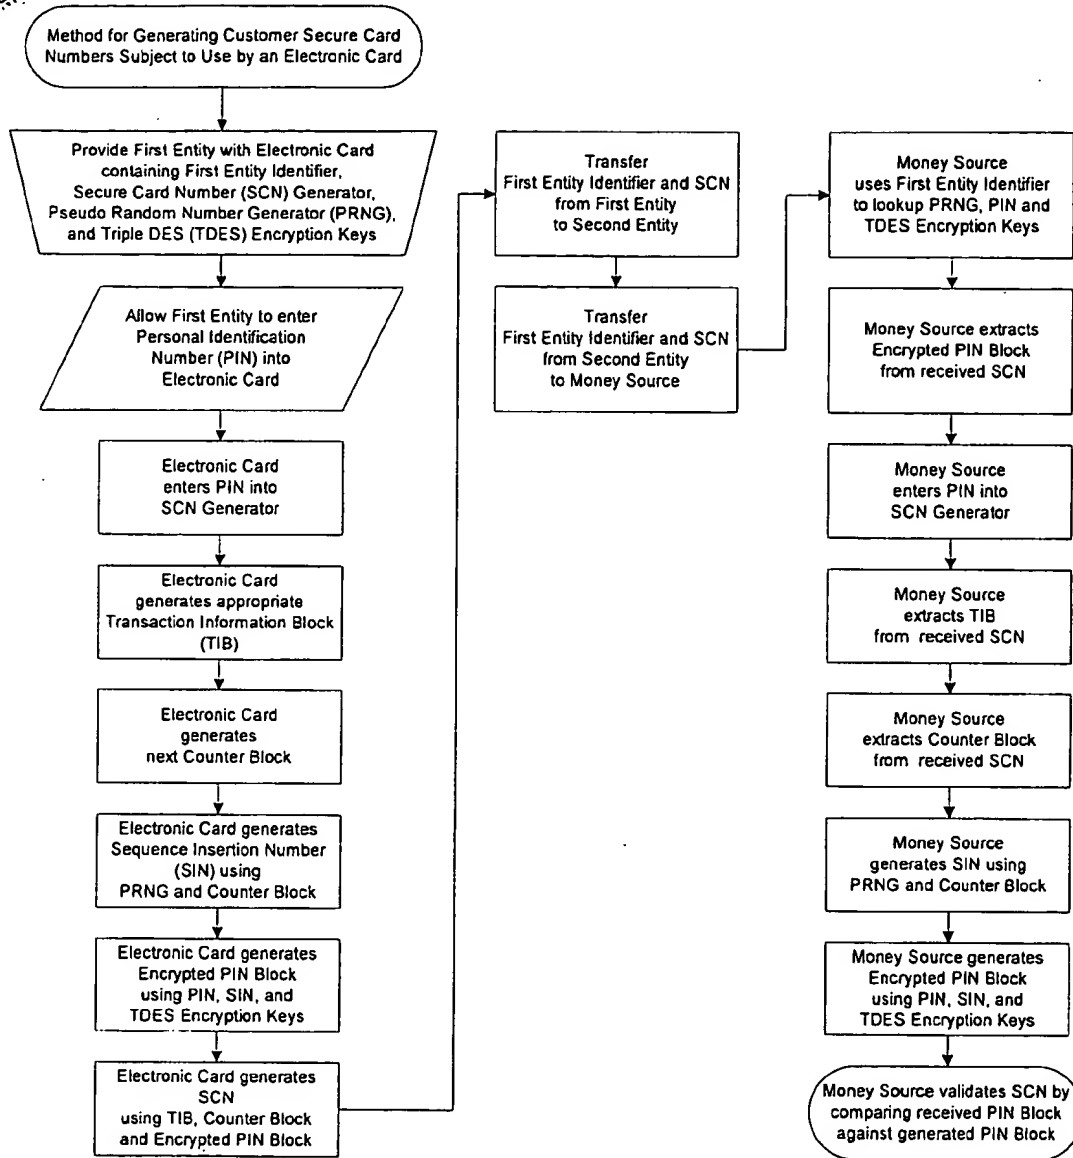 Method for Generating Customer Secure Card
Numbers Subject to Use by an Electronic Card
Provide First Entity with Electronic Card
containing First Entity Identifier,
Secure Card Number (SCN) Generator,
Pseudo Random Number Generator (PRNG),
and Triple DES (TDES) Encryption Keys
Allow First Entity to enter
Personal Identification
Number (PIN) into
Electronic Card
Electronic Card
enters PIN into
SCN Generator
Electronic Card
generates appropriate
Transaction Information Block
(TIB)
Electronic Card
generates
next Counter Block
Electronic Card generates
Sequence Insertion Number
(SIN) using
PRNG and Counter Block
Electronic Card generates
Encrypted PIN Block
using PIN, SIN, and
TDES Encryption Keys
Electronic Card generates
SCN
using TIB, Counter Block
and Encrypted PIN Block
Transfer
First Entity Identifier and SCN
from First Entity
to Second Entity
Transfer
First Entity Identifier and SCN
from Second Entity
to Money Source
Money Source
uses First Entity Identifier
to lookup PRNG, PIN and
TDES Encryption Keys
Money Source extracts
Encrypted PIN Block
from received SCN
Money Source
enters PIN into
SCN Generator
Money Source
extracts TIB
from received SCN
Money Source
extracts Counter Block
from received SCN
Money Source
generates SIN using
PRNG and Counter Block
Money Source generates
Encrypted PIN Block
using PIN, SIN, and
TDES Encryption Keys
Money Source validates SCN by
comparing received PIN Block
against generated PIN Block